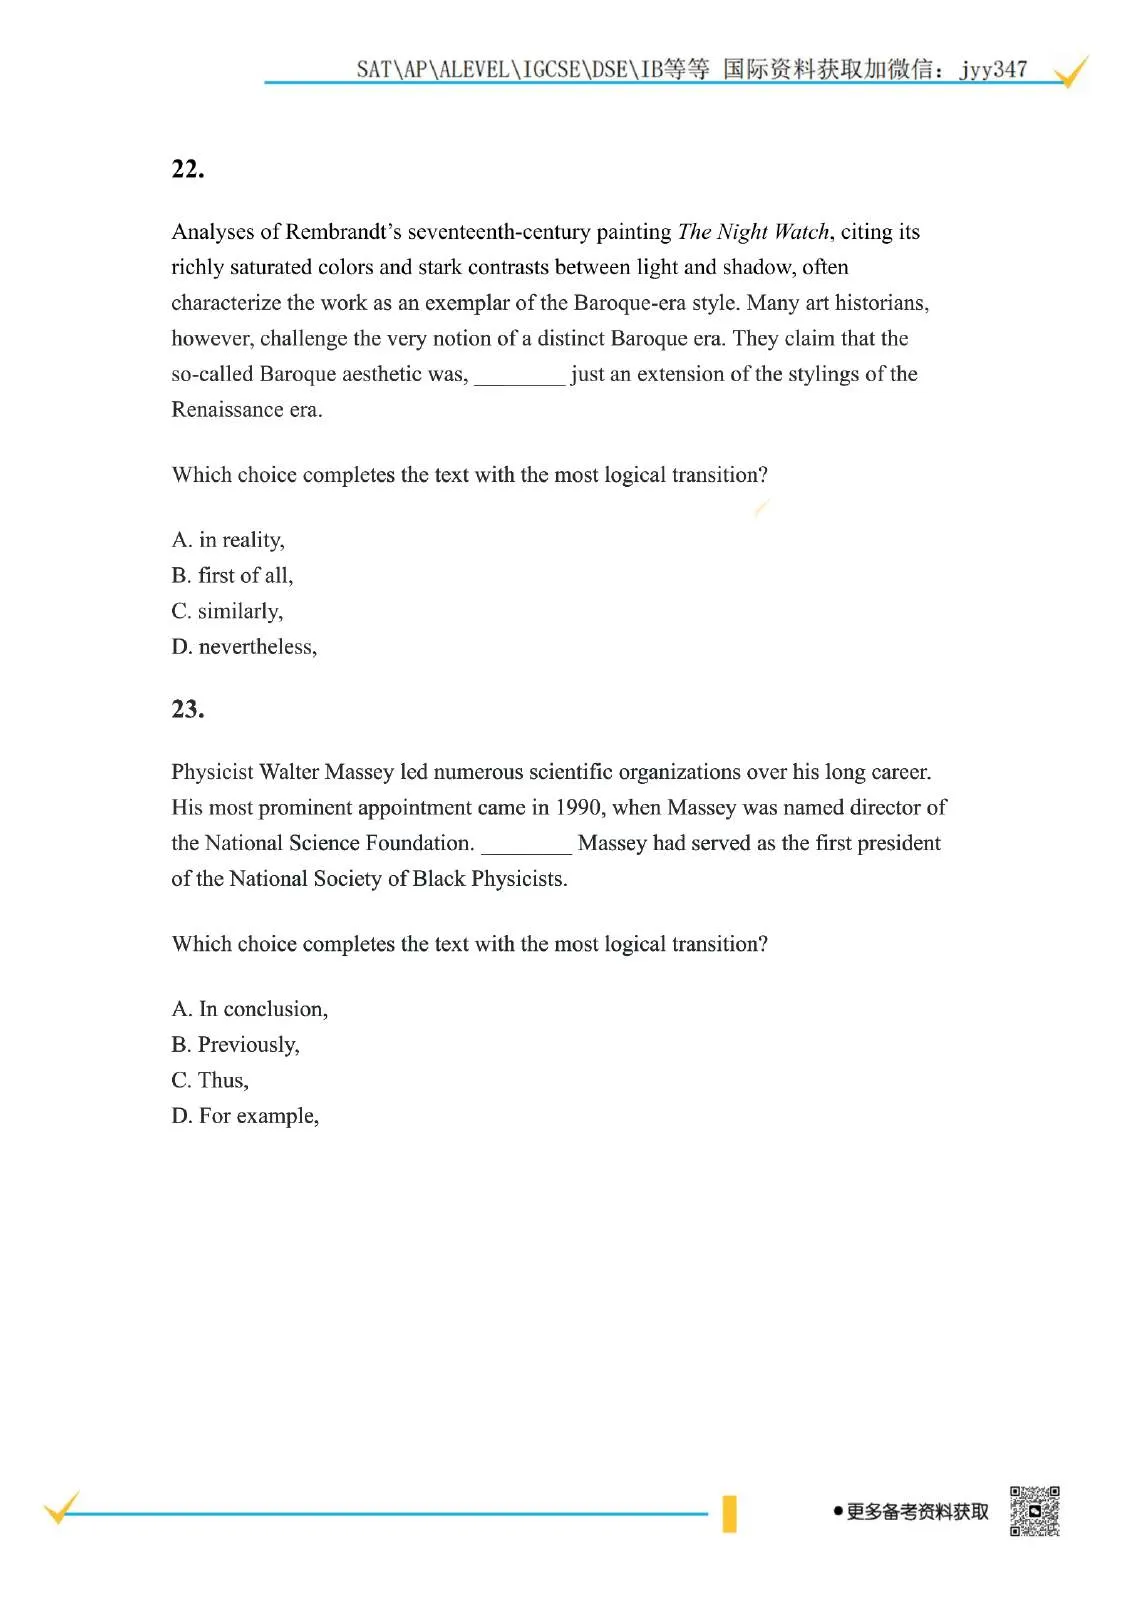 SAT\AP\ALEVEL\IGCSE\DSE\IB等等 国际资料获取加微信：jyy347
22.
Analyses of Rembrandt’s seventeenth-century painting The Night Watch, citing its
richly saturated colors and stark contrasts between light and shadow, often
characterize the work as an exemplar of the Baroque-era style. Many art historians,
however, challenge the very notion of a distinct Baroque era. They claim that the
so-called Baroque aesthetic was, ________ just an extension of the stylings of the
Renaissance era.
Which choice completes the text with the most logical transition?
A. in reality,
B. first of all,
C. similarly,
D. nevertheless,
23.
Physicist Walter Massey led numerous scientific organizations over his long career.
His most prominent appointment came in 1990, when Massey was named director of
the National Science Foundation. ________ Massey had served as the first president
of the National Society of Black Physicists.
Which choice completes the text with the most logical transition?
A. In conclusion,
B. Previously,
C. Thus,
D. For example,
●更多备考资料获取